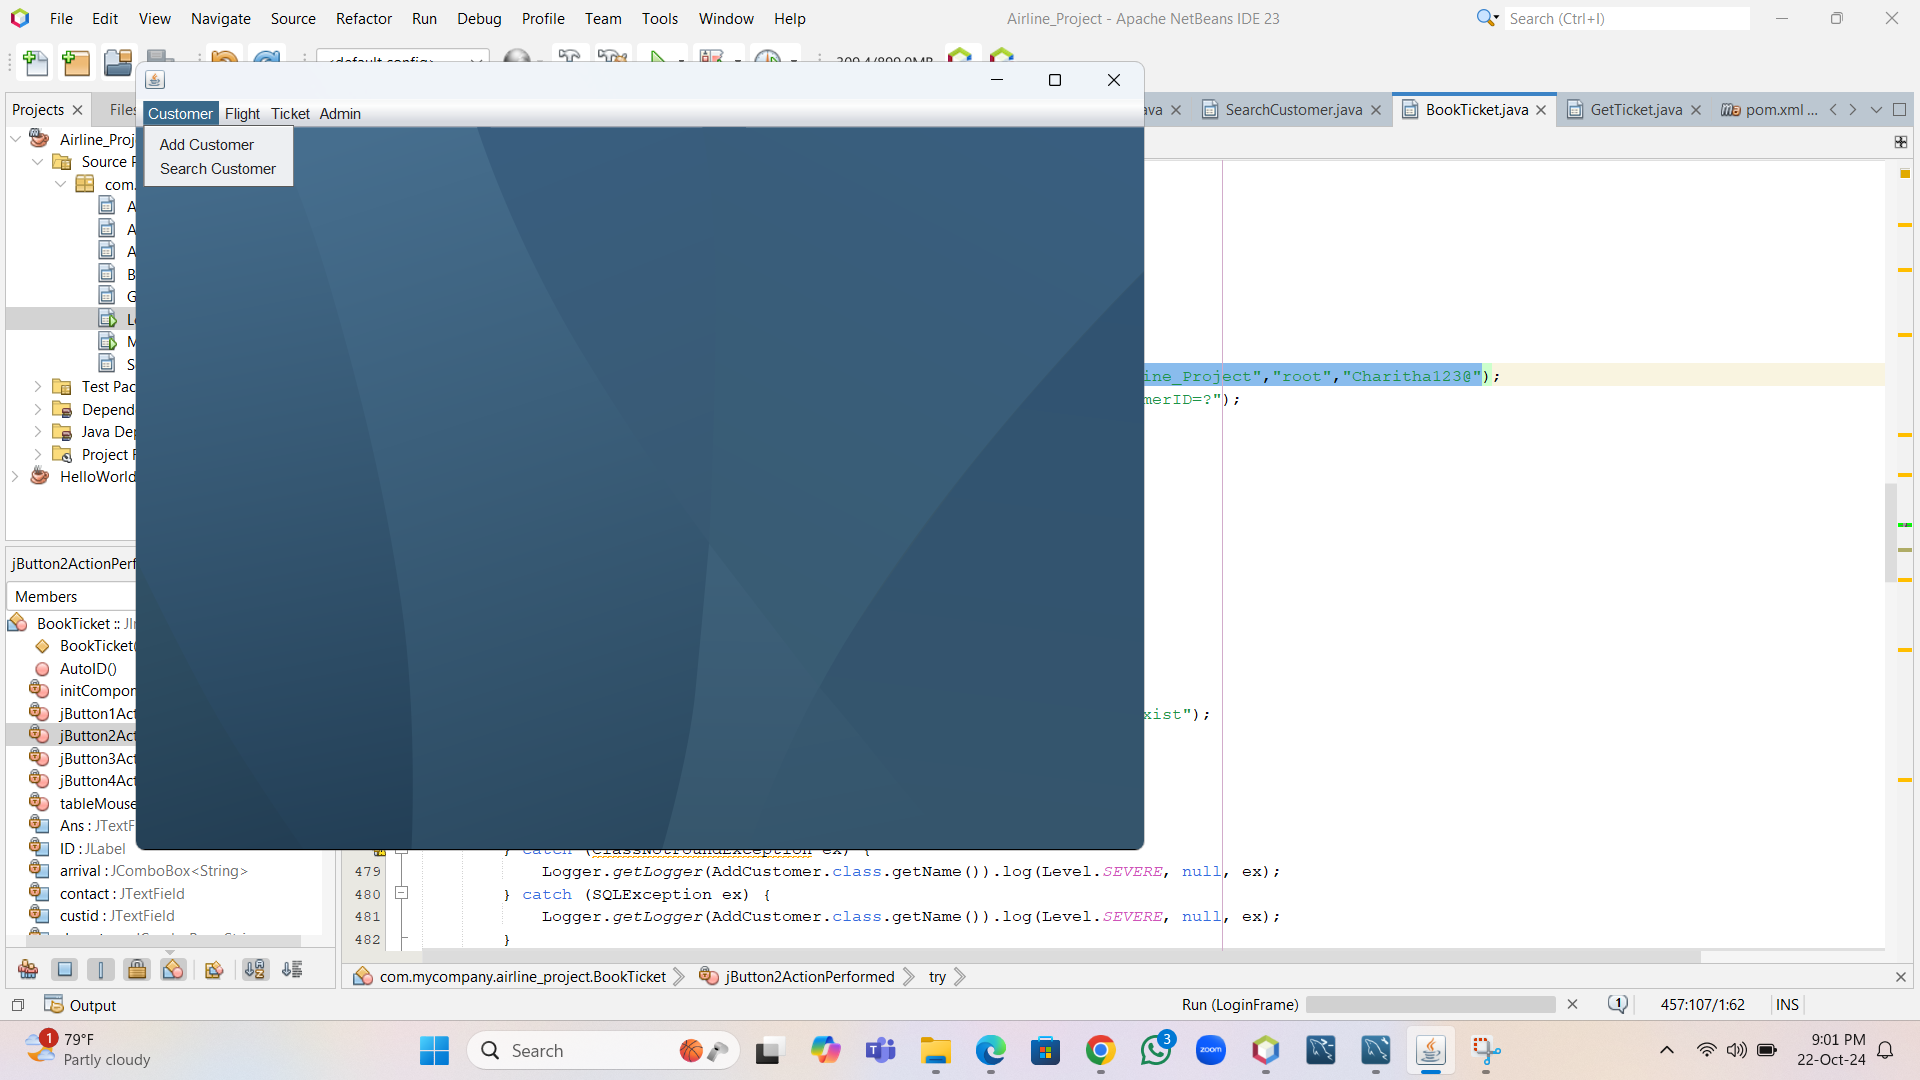 File Edit View Navigate Source Refactor Run Debug Profile Team Tools Window Help
Airline_Project - Apache NetBeans IDE 23
Search (Ctrl+I)
Projects
Files
Customer Flight Ticket Admin
Add Customer
Search Customer
SearchCustomer.java
BookTicket.java
GetTicket.java
pom.xml ...
Airline_Proj
Source P
com.
A
A
A
B
G
M
S
Test Pac
Depend
Java Dep
Project F
HelloWorld
ine_Project","root","Charitha123@");
merID=?");
xist");
jButton2ActionPerf
Members
BookTicket :: JIn
BookTicket(
AutoID()
initCompon
jButton1Act
jButton2Act
jButton3Act
jButton4Act
tableMouse
Ans : JTextF
ID : JLabel
arrival : JComboBox<String>
contact : JTextField
custid : JTextField
} catch (ClassNotFoundException ex) {
479 Logger.getLogger(AddCustomer.class.getName()).log(Level.SEVERE, null, ex);
480 } catch (SQLException ex) {
481 Logger.getLogger(AddCustomer.class.getName()).log(Level.SEVERE, null, ex);
482 }
com.mycompany.airline_project.BookTicket
jButton2ActionPerformed
try
Output
Run (LoginFrame)
1
457:107/1:62
INS
1
79°F
Partly cloudy
Search
3
zoom
9:01 PM
22-Oct-24